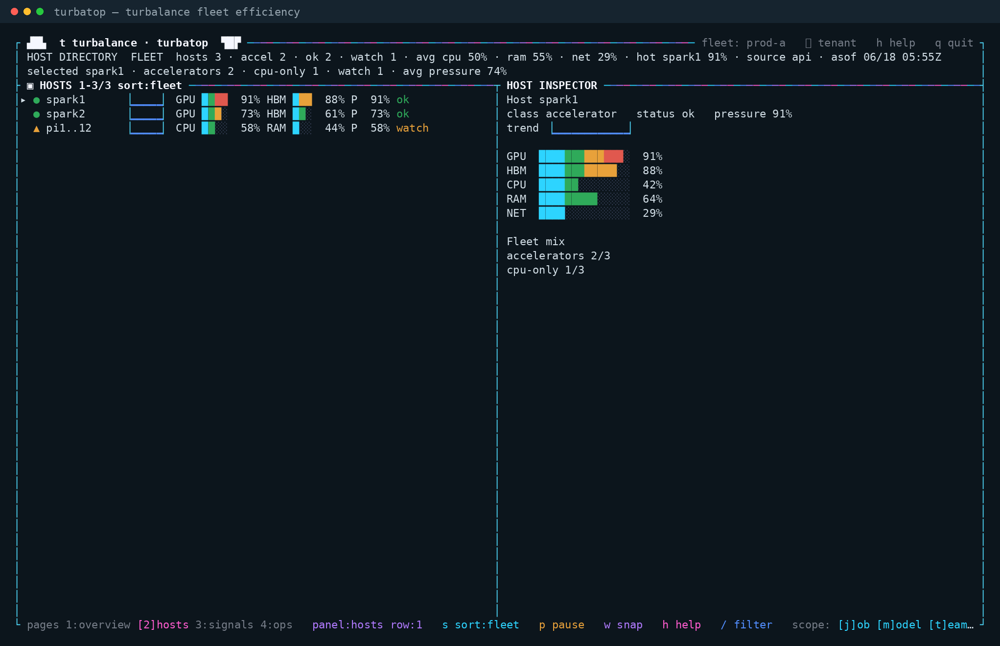 turbatop — turbalance fleet efficiency
t turbalance · turbatop fleet: prod-a tenant h help q quit
HOST DIRECTORY FLEET hosts 3 · accel 2 · ok 2 · watch 1 · avg cpu 50% · ram 55% · net 29% · hot spark1 91% · source api · asof 06/18 05:55Z
selected spark1 · accelerators 2 · cpu-only 1 · watch 1 · avg pressure 74%
▣ HOSTS 1-3/3 sort:fleet
▸ ● spark1 GPU 91% HBM 88% P 91% ok
● spark2 GPU 73% HBM 61% P 73% ok
▲ pi1..12 CPU 58% RAM 44% P 58% watch
HOST INSPECTOR
Host spark1
class accelerator status ok pressure 91%
trend
GPU 91%
HBM 88%
CPU 42%
RAM 64%
NET 29%
Fleet mix
accelerators 2/3
cpu-only 1/3
pages 1:overview [2]hosts 3:signals 4:ops panel:hosts row:1 s sort:fleet p pause w snap h help / filter scope: [j]ob [m]odel [t]eam…